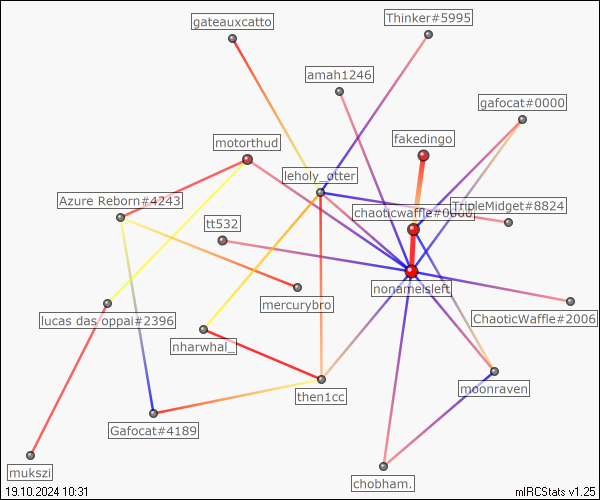 gateauxcatto
Thinker#5995
amah1246
gafocat#0000
motorthud
fakedingo
leholy_otter
Azure Reborn#4243
chaoticwaffle#0000
TripleMidget#8824
tt532
nonameisleft
mercurybro
lucas das oppai#2396
ChaoticWaffle#2006
nharwhal_
then1cc
moonraven
Gafocat#4189
mukszi
chobham.
19.10.2024 10:31
mIRCStats v1.25